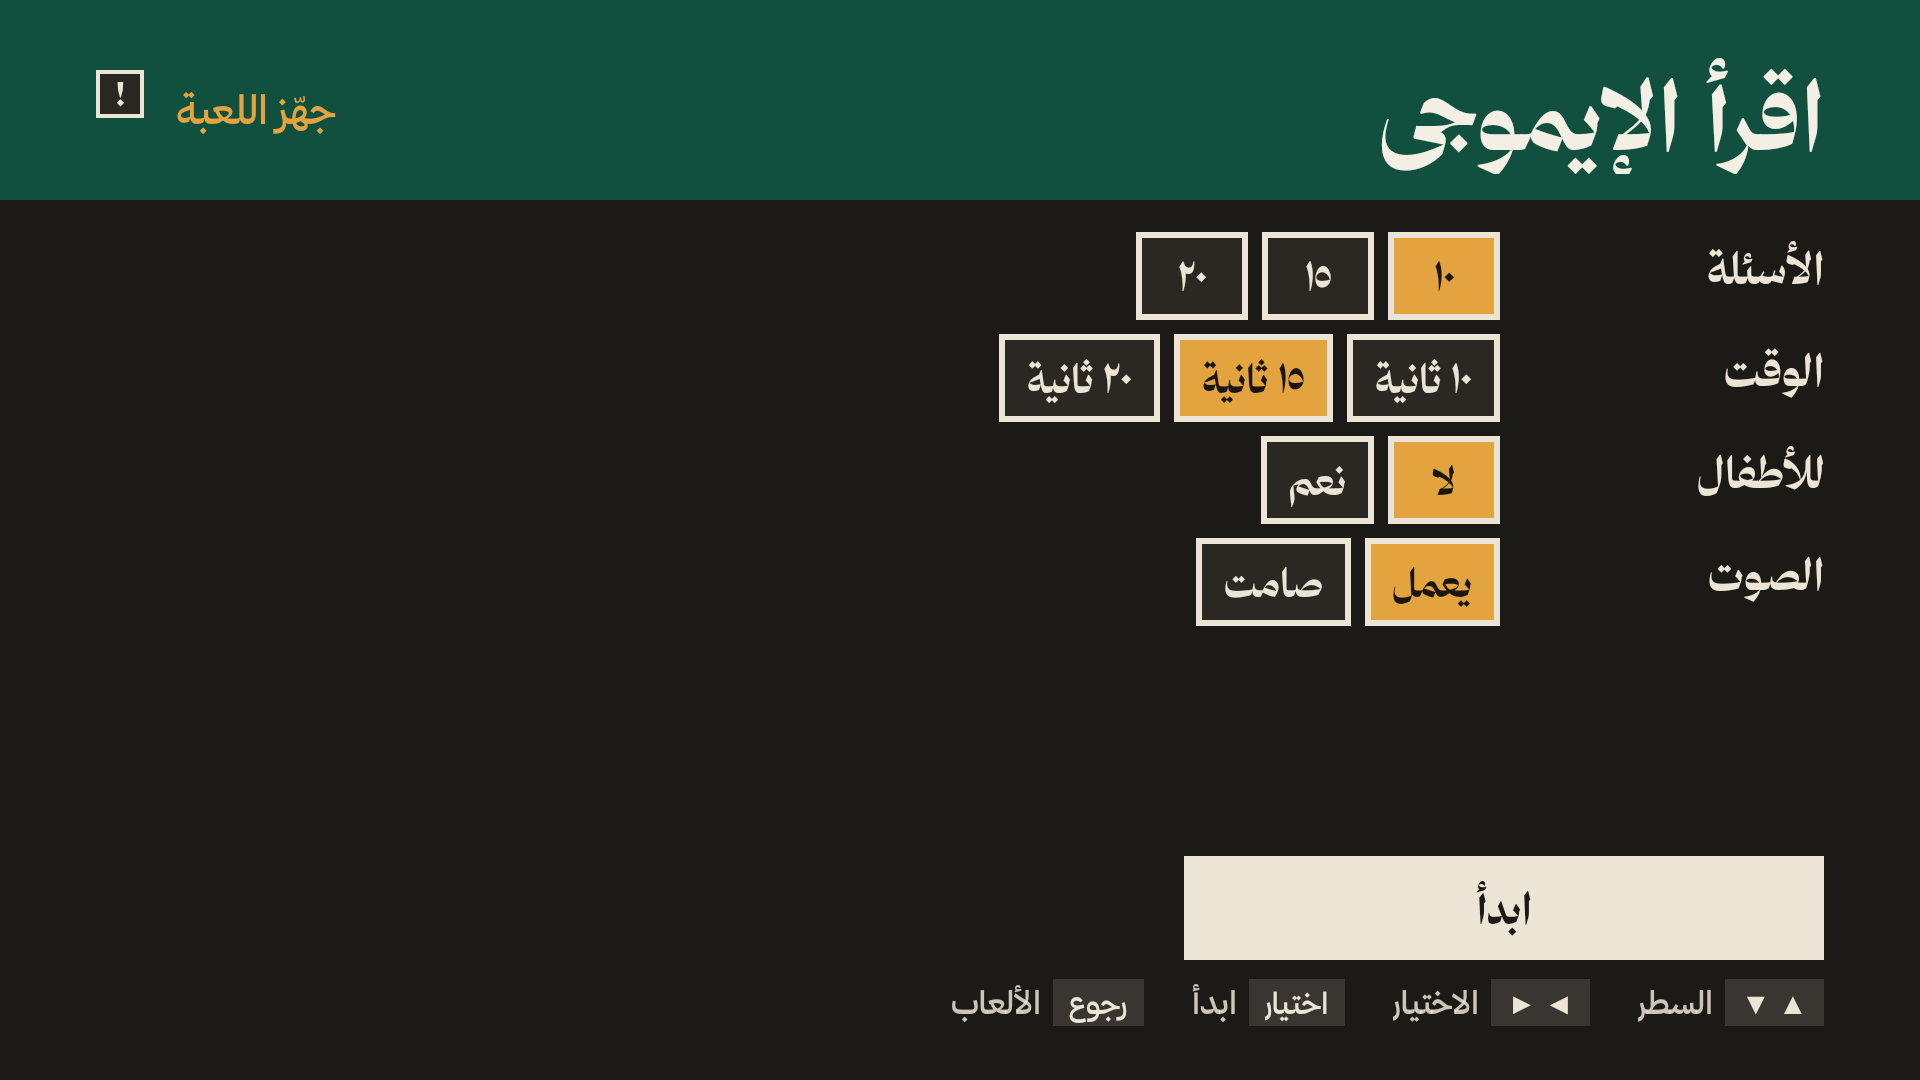 اقرأ الإيموجى
جهّز اللعبة
!
الأسئلة ١٠ ١٥ ٢٠
الوقت ١٠ ثانية ١٥ ثانية ٢٠ ثانية
للأطفال لا نعم
الصوت يعمل صامت
ابدأ
▲ ▼ السطر ◀ ▶ الاختيار اختيار ابدأ رجوع الألعاب